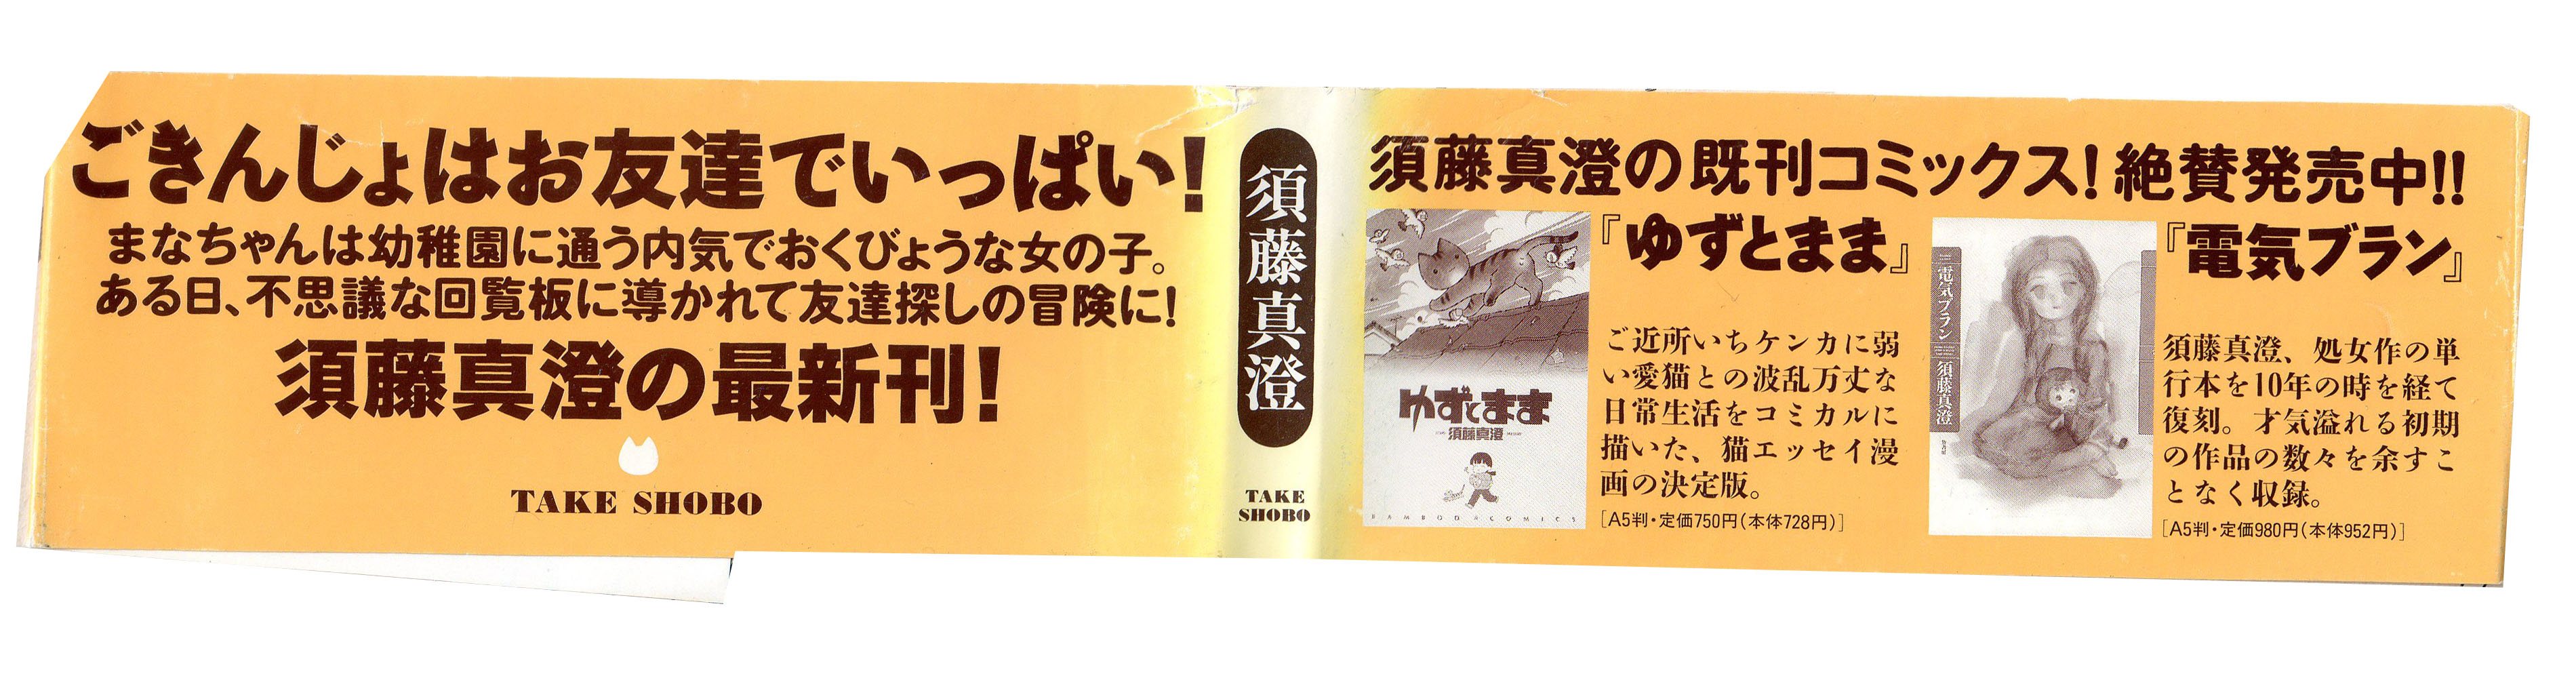 ごきんじょはお友達でいっぱい!
まなちゃんは幼稚園に通う内気でおくびょうな女の子。
ある日、不思議な回覧板に導かれて友達探しの冒険に!
須藤真澄の最新刊!
TAKE SHOBO
須藤真澄
TAKE
SHOBO
須藤真澄の既刊コミックス!絶賛発売中!!
『ゆずとまま』
ご近所いちケンカに弱
い愛猫との波乱万丈な
日常生活をコミカルに
描いた、猫エッセイ漫
画の決定版。
[A5判・定価750円(本体728円)]
ゆずとまま
須藤真澄
BAMBOO COMICS
『電気ブラン』
須藤真澄、処女作の単
行本を10年の時を経て
復刻。才気溢れる初期
の作品の数々を余すこ
となく収録。
[A5判・定価980円(本体952円)]
電気ブラン
須藤真澄